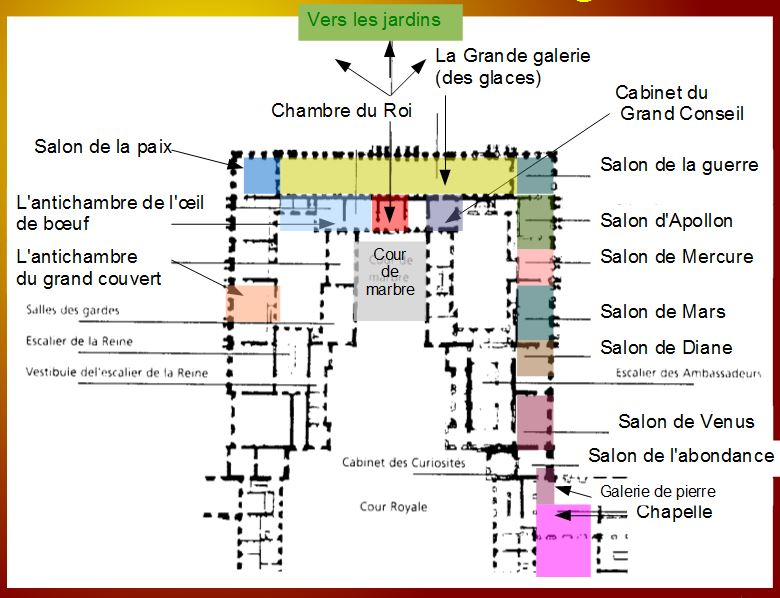 Vers les jardins
La Grande galerie
(des glaces)
Cabinet du
Grand Conseil
Chambre du Roi
Salon de la paix
Salon de la guerre
L'antichambre de l'œil
de bœuf
Salon d'Apollon
L'antichambre
du grand couvert
Cour
de
marbre
Salon de Mercure
Salles des gardes
Salon de Mars
Escalier de la Reine
Salon de Diane
Vestibule del'escalier de la Reine
Escalier des Ambassadeurs
Salon de Venus
Cabinet des Curiosités
Salon de l'abondance
Galerie de pierre
Cour Royale
Chapelle